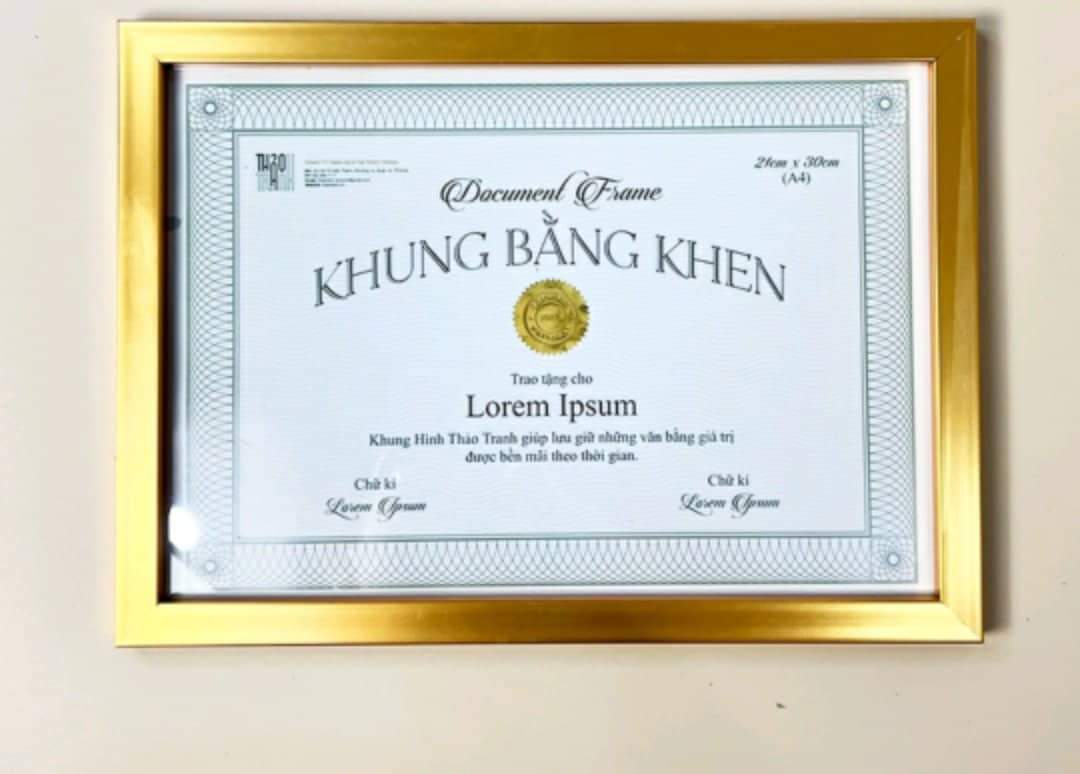 21cm x 30cm
(A4)
Document Frame
KHUNG BẰNG KHEN
Trao tặng cho
Lorem Ipsum
Khung Hình Thảo Tranh giúp lưu giữ những văn bằng giá trị
được bền mãi theo thời gian.
Chữ kí
Lorem Ipsum
Chữ kí
Lorem Ipsum